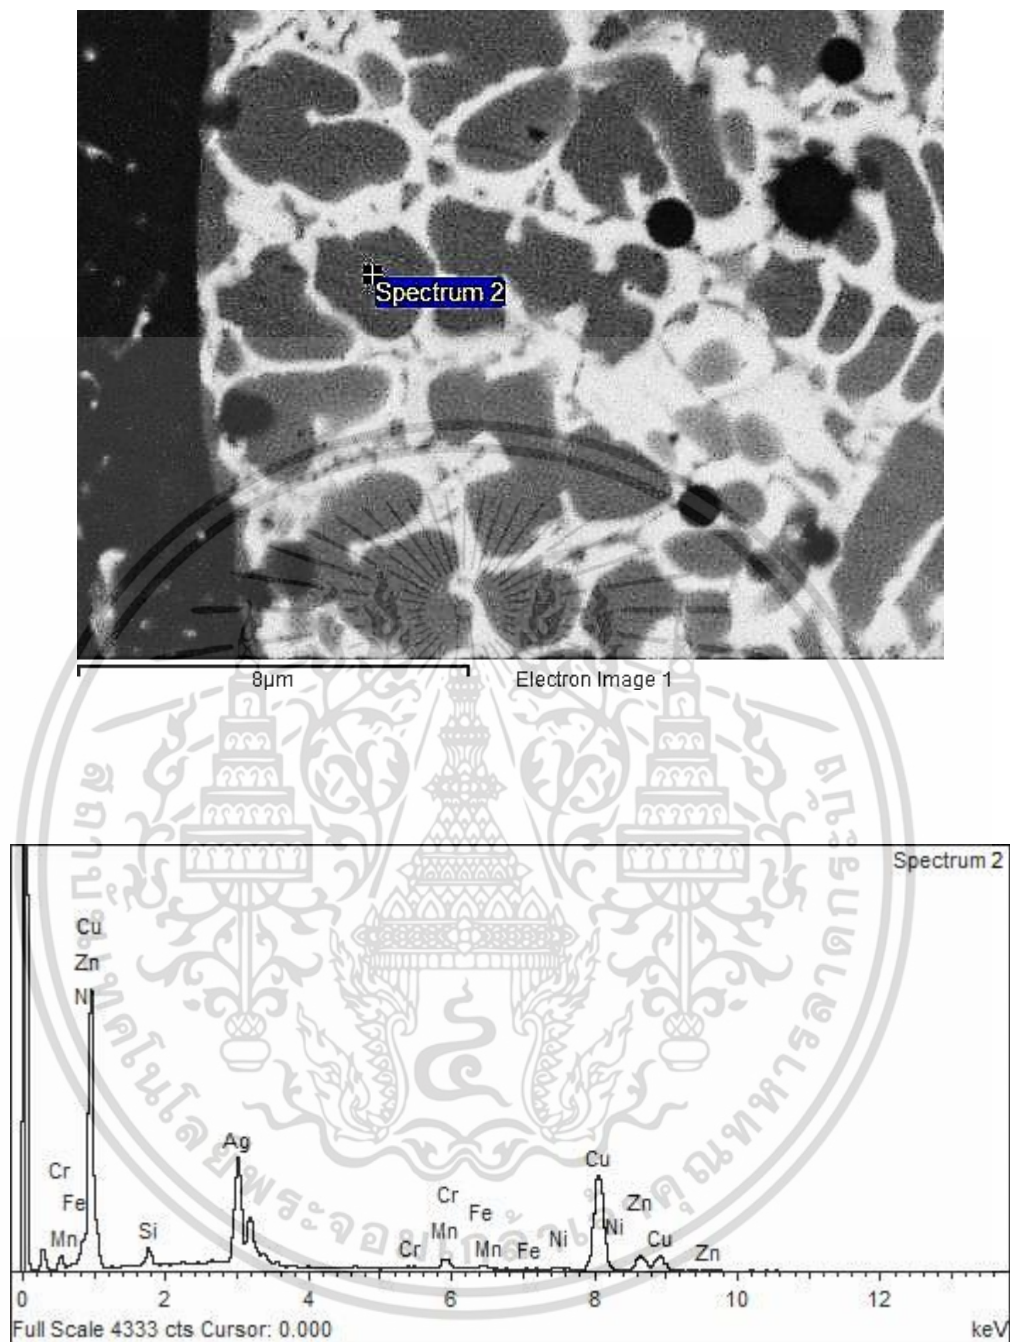 Spectrum 2
8µm
Electron Image 1
Spectrum 2
Cu
Zn
Ni
Ag
Cr
Fe
Mn
Si
Cr
Fe
Mn
Ni
Cr
Mn
Fe
Cu
Zn
Ni
Cu
Zn
0 2 4 6 8 10 12
Full Scale 4333 cts Cursor: 0.000
keV